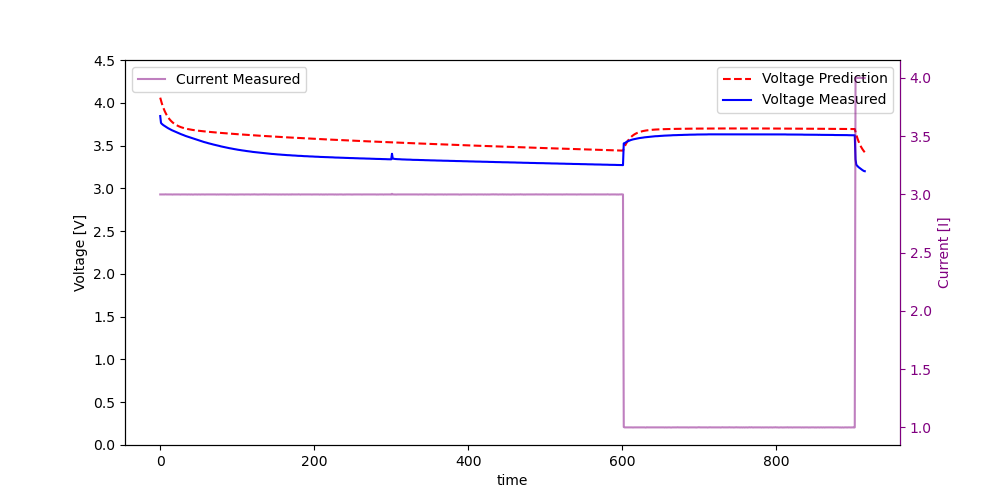 Current Measured
Voltage Prediction
Voltage Measured
4.5
4.0
3.5
3.0
2.5
2.0
1.5
1.0
0.5
0.0
Voltage [V]
4.0
3.5
3.0
2.5
2.0
1.5
1.0
Current [I]
0 200 400 600 800
time